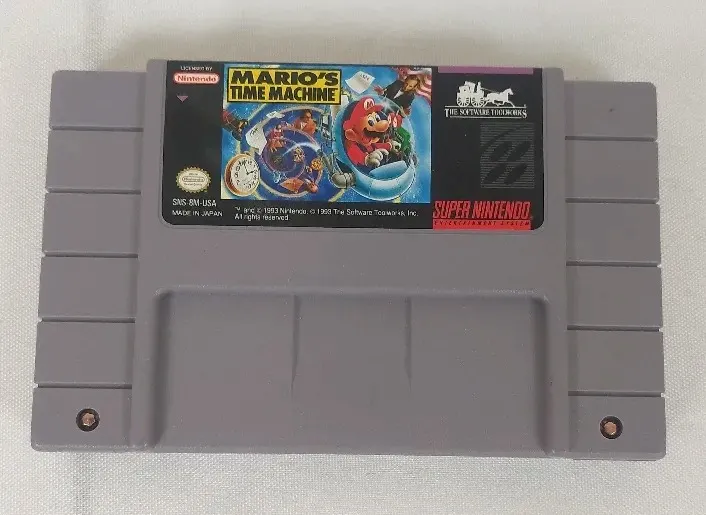 LICENSED BY
Nintendo
MARIO'S
TIME MACHINE
THE SOFTWARE TOOLWORKS
SNS-8M-USA
MADE IN JAPAN
™ and © 1993 Nintendo. © 1993 The Software Toolworks, Inc.
All rights reserved
SUPER NINTENDO
ENTERTAINMENT SYSTEM